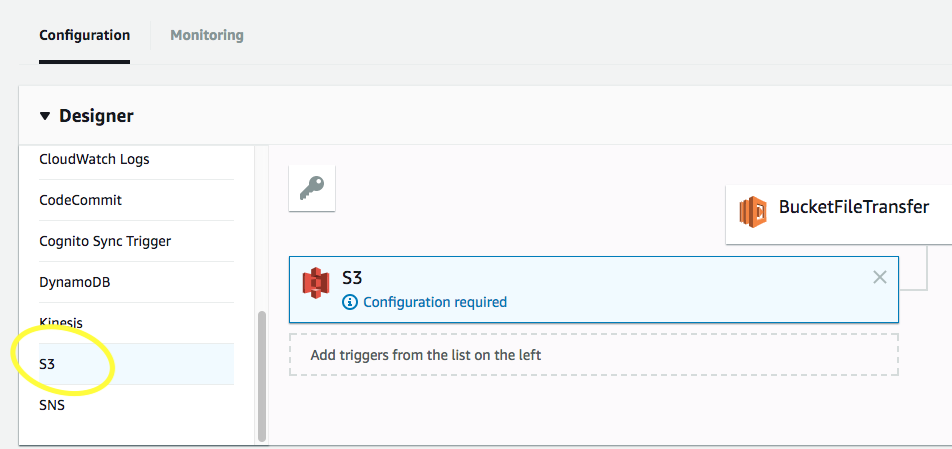 Configuration
Monitoring
Designer
CloudWatch Logs
CodeCommit
Cognito Sync Trigger
DynamoDB
Kinesis
S3
SNS
BucketFileTransfer
S3
Configuration required
Add triggers from the list on the left